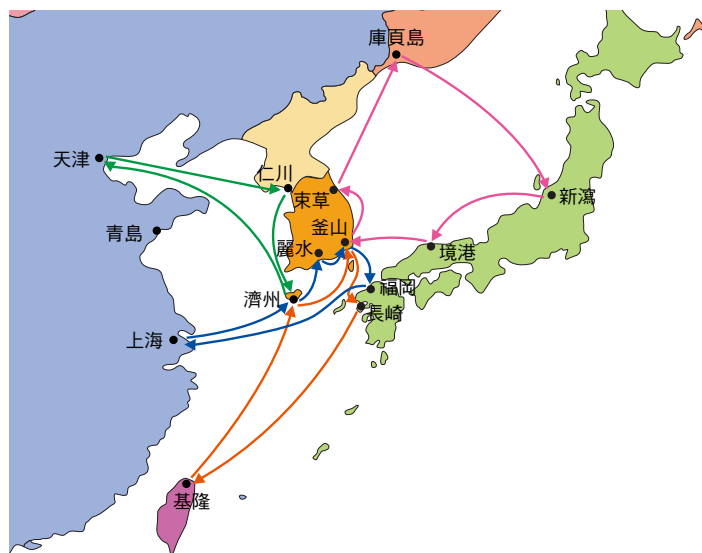 庫頁島
天津
仁川
束草
新瀉
青島
釜山
麗水
境港
濟州
福岡
長崎
上海
基隆